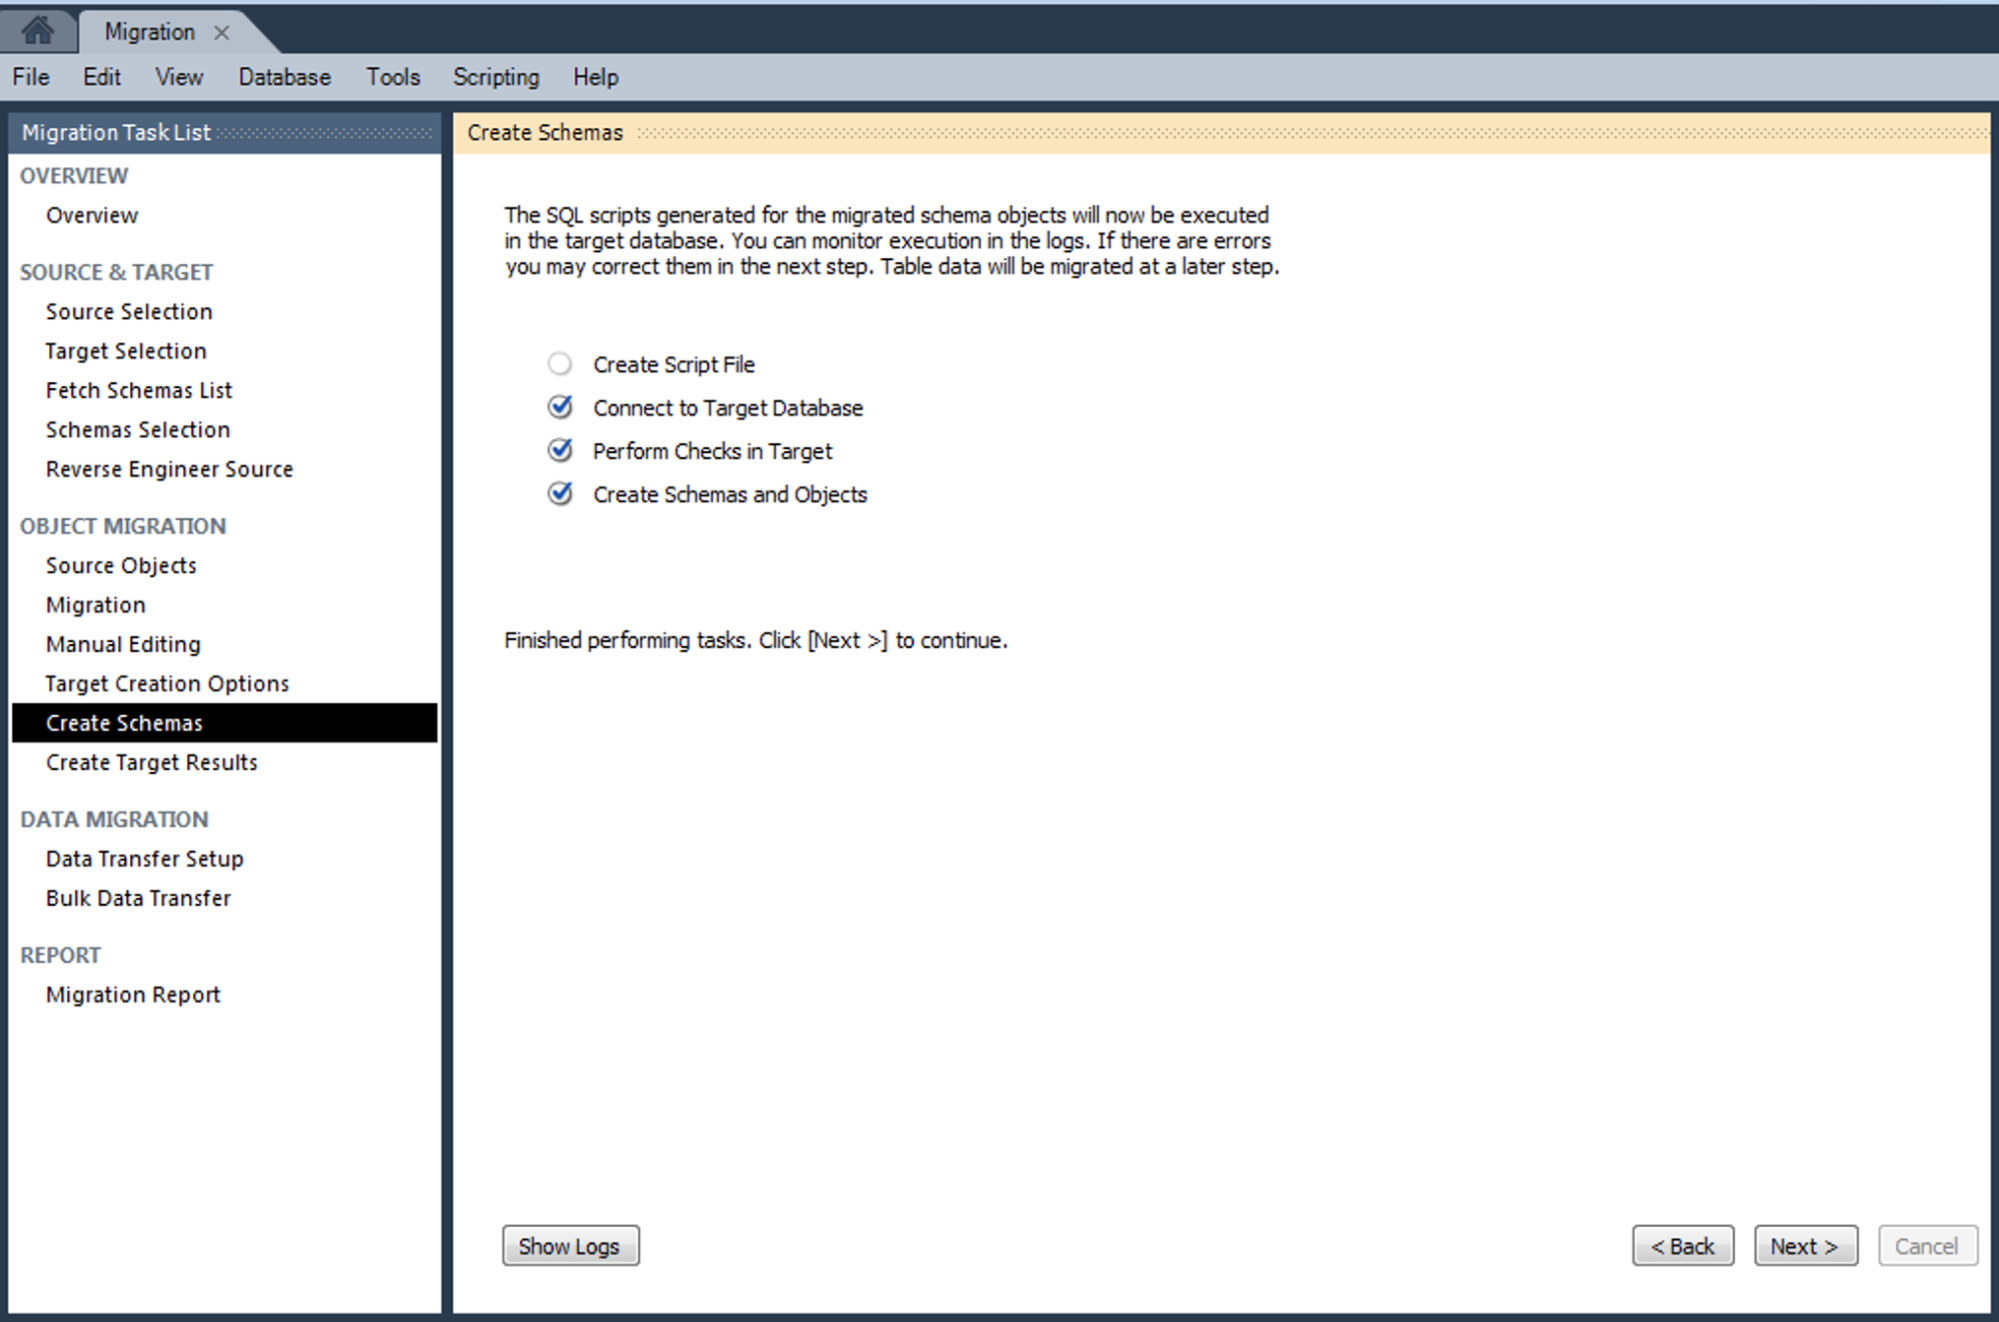 Migration
File Edit View Database Tools Scripting Help
Migration Task List
OVERVIEW
Overview
SOURCE & TARGET
Source Selection
Target Selection
Fetch Schemas List
Schemas Selection
Reverse Engineer Source
OBJECT MIGRATION
Source Objects
Migration
Manual Editing
Target Creation Options
Create Schemas
Create Target Results
DATA MIGRATION
Data Transfer Setup
Bulk Data Transfer
REPORT
Migration Report
Create Schemas
The SQL scripts generated for the migrated schema objects will now be executed
in the target database. You can monitor execution in the logs. If there are errors
you may correct them in the next step. Table data will be migrated at a later step.
Create Script File
Connect to Target Database
Perform Checks in Target
Create Schemas and Objects
Finished performing tasks. Click [Next >] to continue.
Show Logs
< Back Next > Cancel